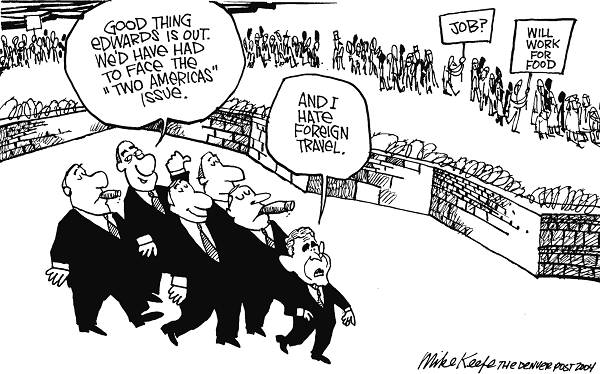 GOOD THING
EDWARDS IS OUT.
WE'D HAVE HAD
TO FACE THE
"TWO AMERICAS"
ISSUE.
AND I
HATE
FOREIGN
TRAVEL.
JOB?
WILL
WORK
FOR
FOOD
Mike Keefe THE DENVER POST 2004